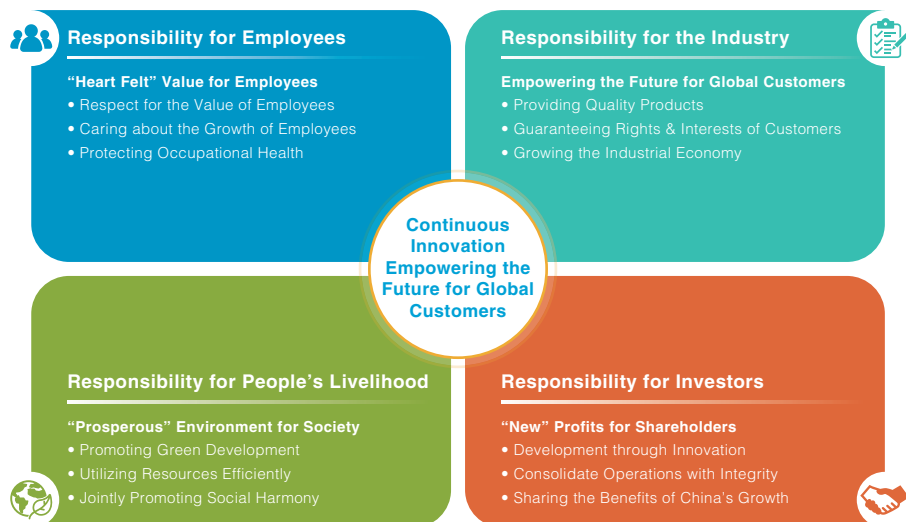 Responsibility for Employees
“Heart Felt” Value for Employees
• Respect for the Value of Employees
• Caring about the Growth of Employees
• Protecting Occupational Health
Responsibility for the Industry
Empowering the Future for Global Customers
• Providing Quality Products
• Guaranteeing Rights & Interests of Customers
• Growing the Industrial Economy
Continuous
Innovation
Empowering the
Future for Global
Customers
Responsibility for People’s Livelihood
“Prosperous” Environment for Society
• Promoting Green Development
• Utilizing Resources Efficiently
• Jointly Promoting Social Harmony
Responsibility for Investors
“New” Profits for Shareholders
• Development through Innovation
• Consolidate Operations with Integrity
• Sharing the Benefits of China's Growth